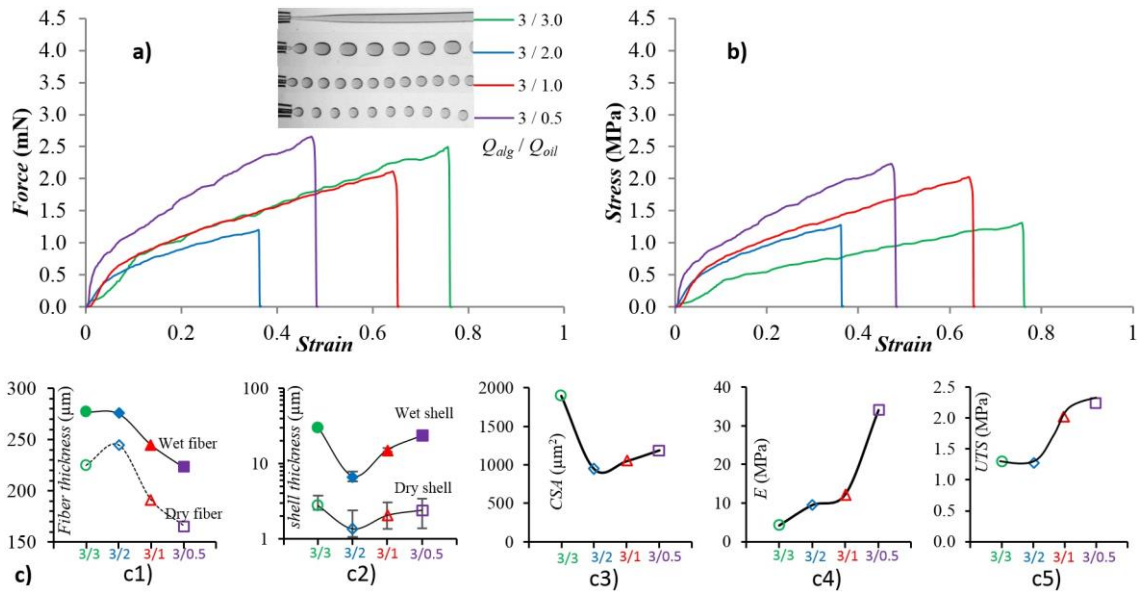 a)
4.5
4.0
3.5
3.0
2.5
2.0
1.5
1.0
0.5
0.0
Force (mN)
0
0.2
0.4
0.6
0.8
1
Strain
3 / 3.0
3 / 2.0
3 / 1.0
3 / 0.5
Qalg / Qoil
b)
4.5
4.0
3.5
3.0
2.5
2.0
1.5
1.0
0.5
0.0
Stress (MPa)
0
0.2
0.4
0.6
0.8
1
Strain
c)
300
250
200
150
Fiber thickness (µm)
Wet fiber
Dry fiber
3/3 3/2 3/1 3/0.5
c1)
100
10
1
shell thickness (µm)
Wet shell
Dry shell
3/3 3/2 3/1 3/0.5
c2)
2000
1500
1000
500
0
CSA (µm²)
3/3 3/2 3/1 3/0.5
c3)
40
30
20
10
0
E (MPa)
3/3 3/2 3/1 3/0.5
c4)
2.5
2.0
1.5
1.0
0.5
0.0
UTS (MPa)
3/3 3/2 3/1 3/0.5
c5)